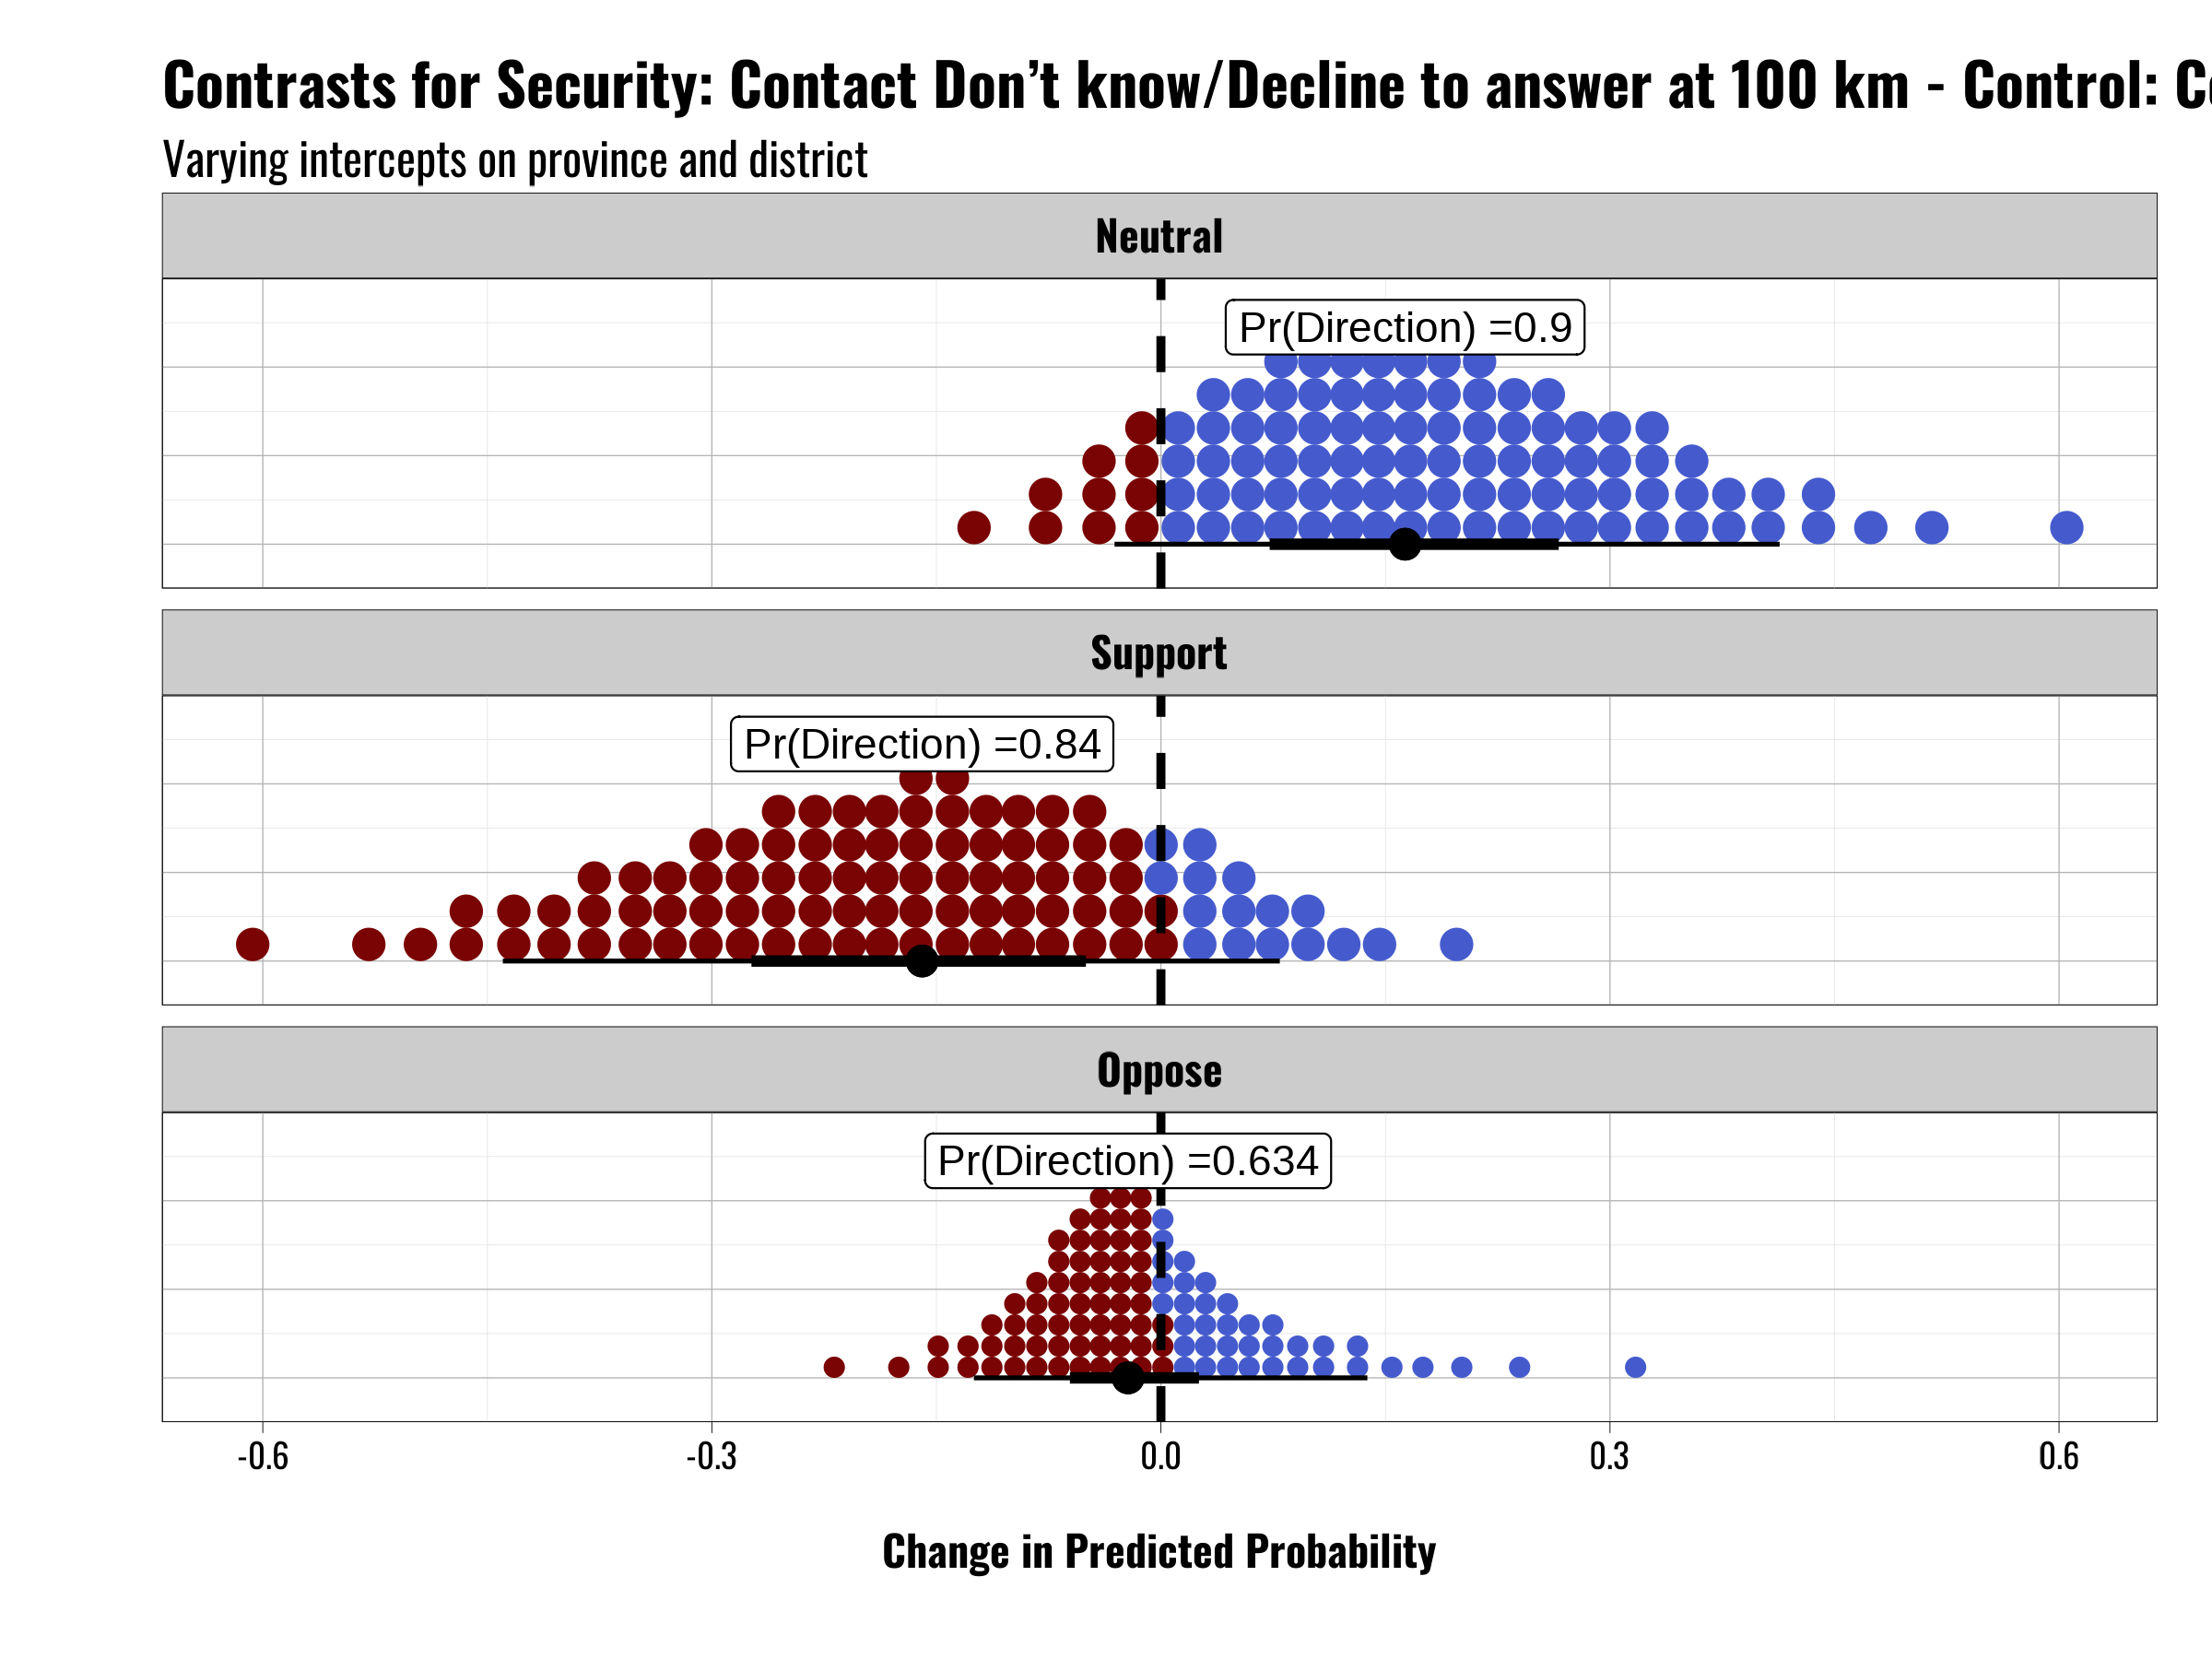 Contrasts for Security: Contact Don’t know/Decline to answer at 100 km - Control:
Varying intercepts on province and district
Neutral
Pr(Direction) =0.9
Support
Pr(Direction) =0.84
Oppose
Pr(Direction) =0.634
-0.6 -0.3 0.0 0.3 0.6
Change in Predicted Probability